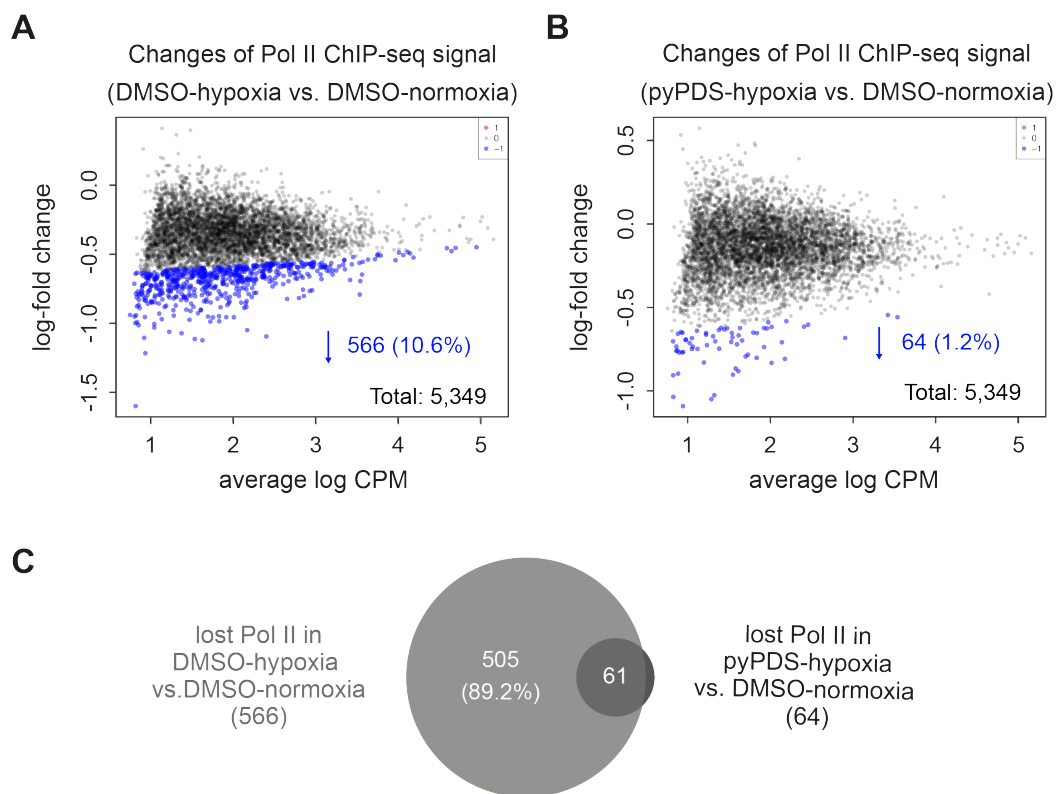 A
Changes of Pol II ChIP-seq signal
(DMSO-hypoxia vs. DMSO-normoxia)
log-fold change
0.0
-0.5
-1.0
-1.5
1
0
−1
566 (10.6%)
Total: 5,349
1 2 3 4 5
average log CPM
B
Changes of Pol II ChIP-seq signal
(pyPDS-hypoxia vs. DMSO-normoxia)
log-fold change
0.5
0.0
-0.5
-1.0
1
0
−1
64 (1.2%)
Total: 5,349
1 2 3 4 5
average log CPM
C
lost Pol II in
DMSO-hypoxia
vs.DMSO-normoxia
(566)
505
(89.2%)
61
lost Pol II in
pyPDS-hypoxia
vs. DMSO-normoxia
(64)